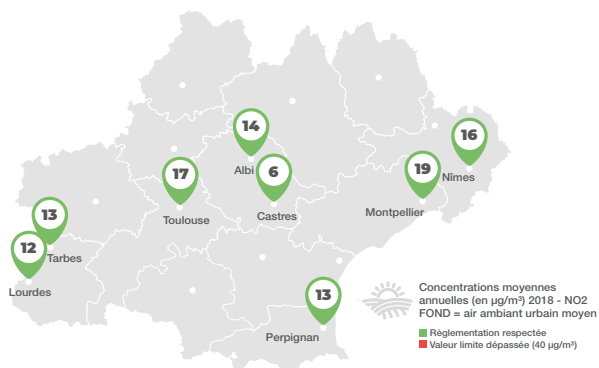 14
Albi
16
Nîmes
17
Toulouse
6
Castres
19
Montpellier
13
Tarbes
12
Lourdes
13
Perpignan
Concentrations moyennes
annuelles (en µg/m³) 2018 - NO2
FOND = air ambiant urbain moyen
Règlementation respectée
Valeur limite dépassée (40 µg/m³)